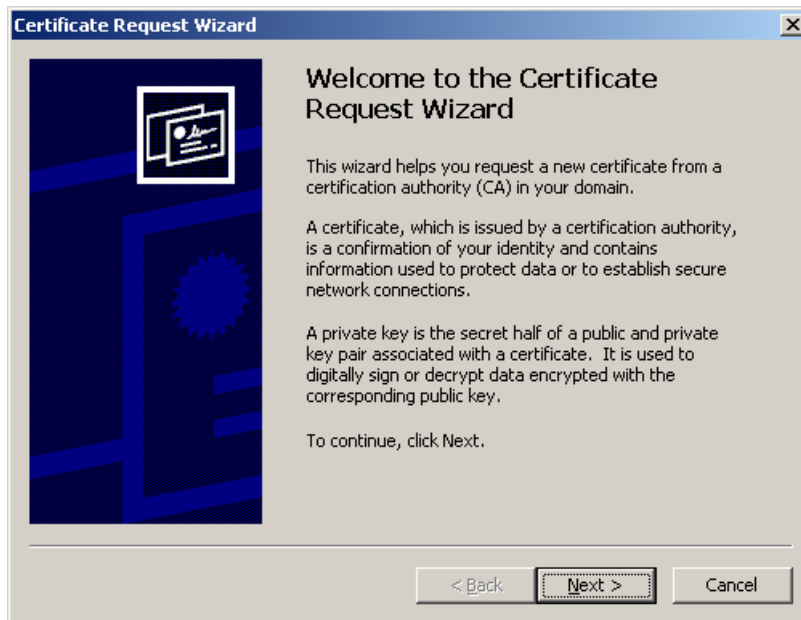 Certificate Request Wizard
Welcome to the Certificate
Request Wizard
This wizard helps you request a new certificate from a
certification authority (CA) in your domain.
A certificate, which is issued by a certification authority,
is a confirmation of your identity and contains
information used to protect data or to establish secure
network connections.
A private key is the secret half of a public and private
key pair associated with a certificate.  It is used to
digitally sign or decrypt data encrypted with the
corresponding public key.
To continue, click Next.
< Back Next > Cancel